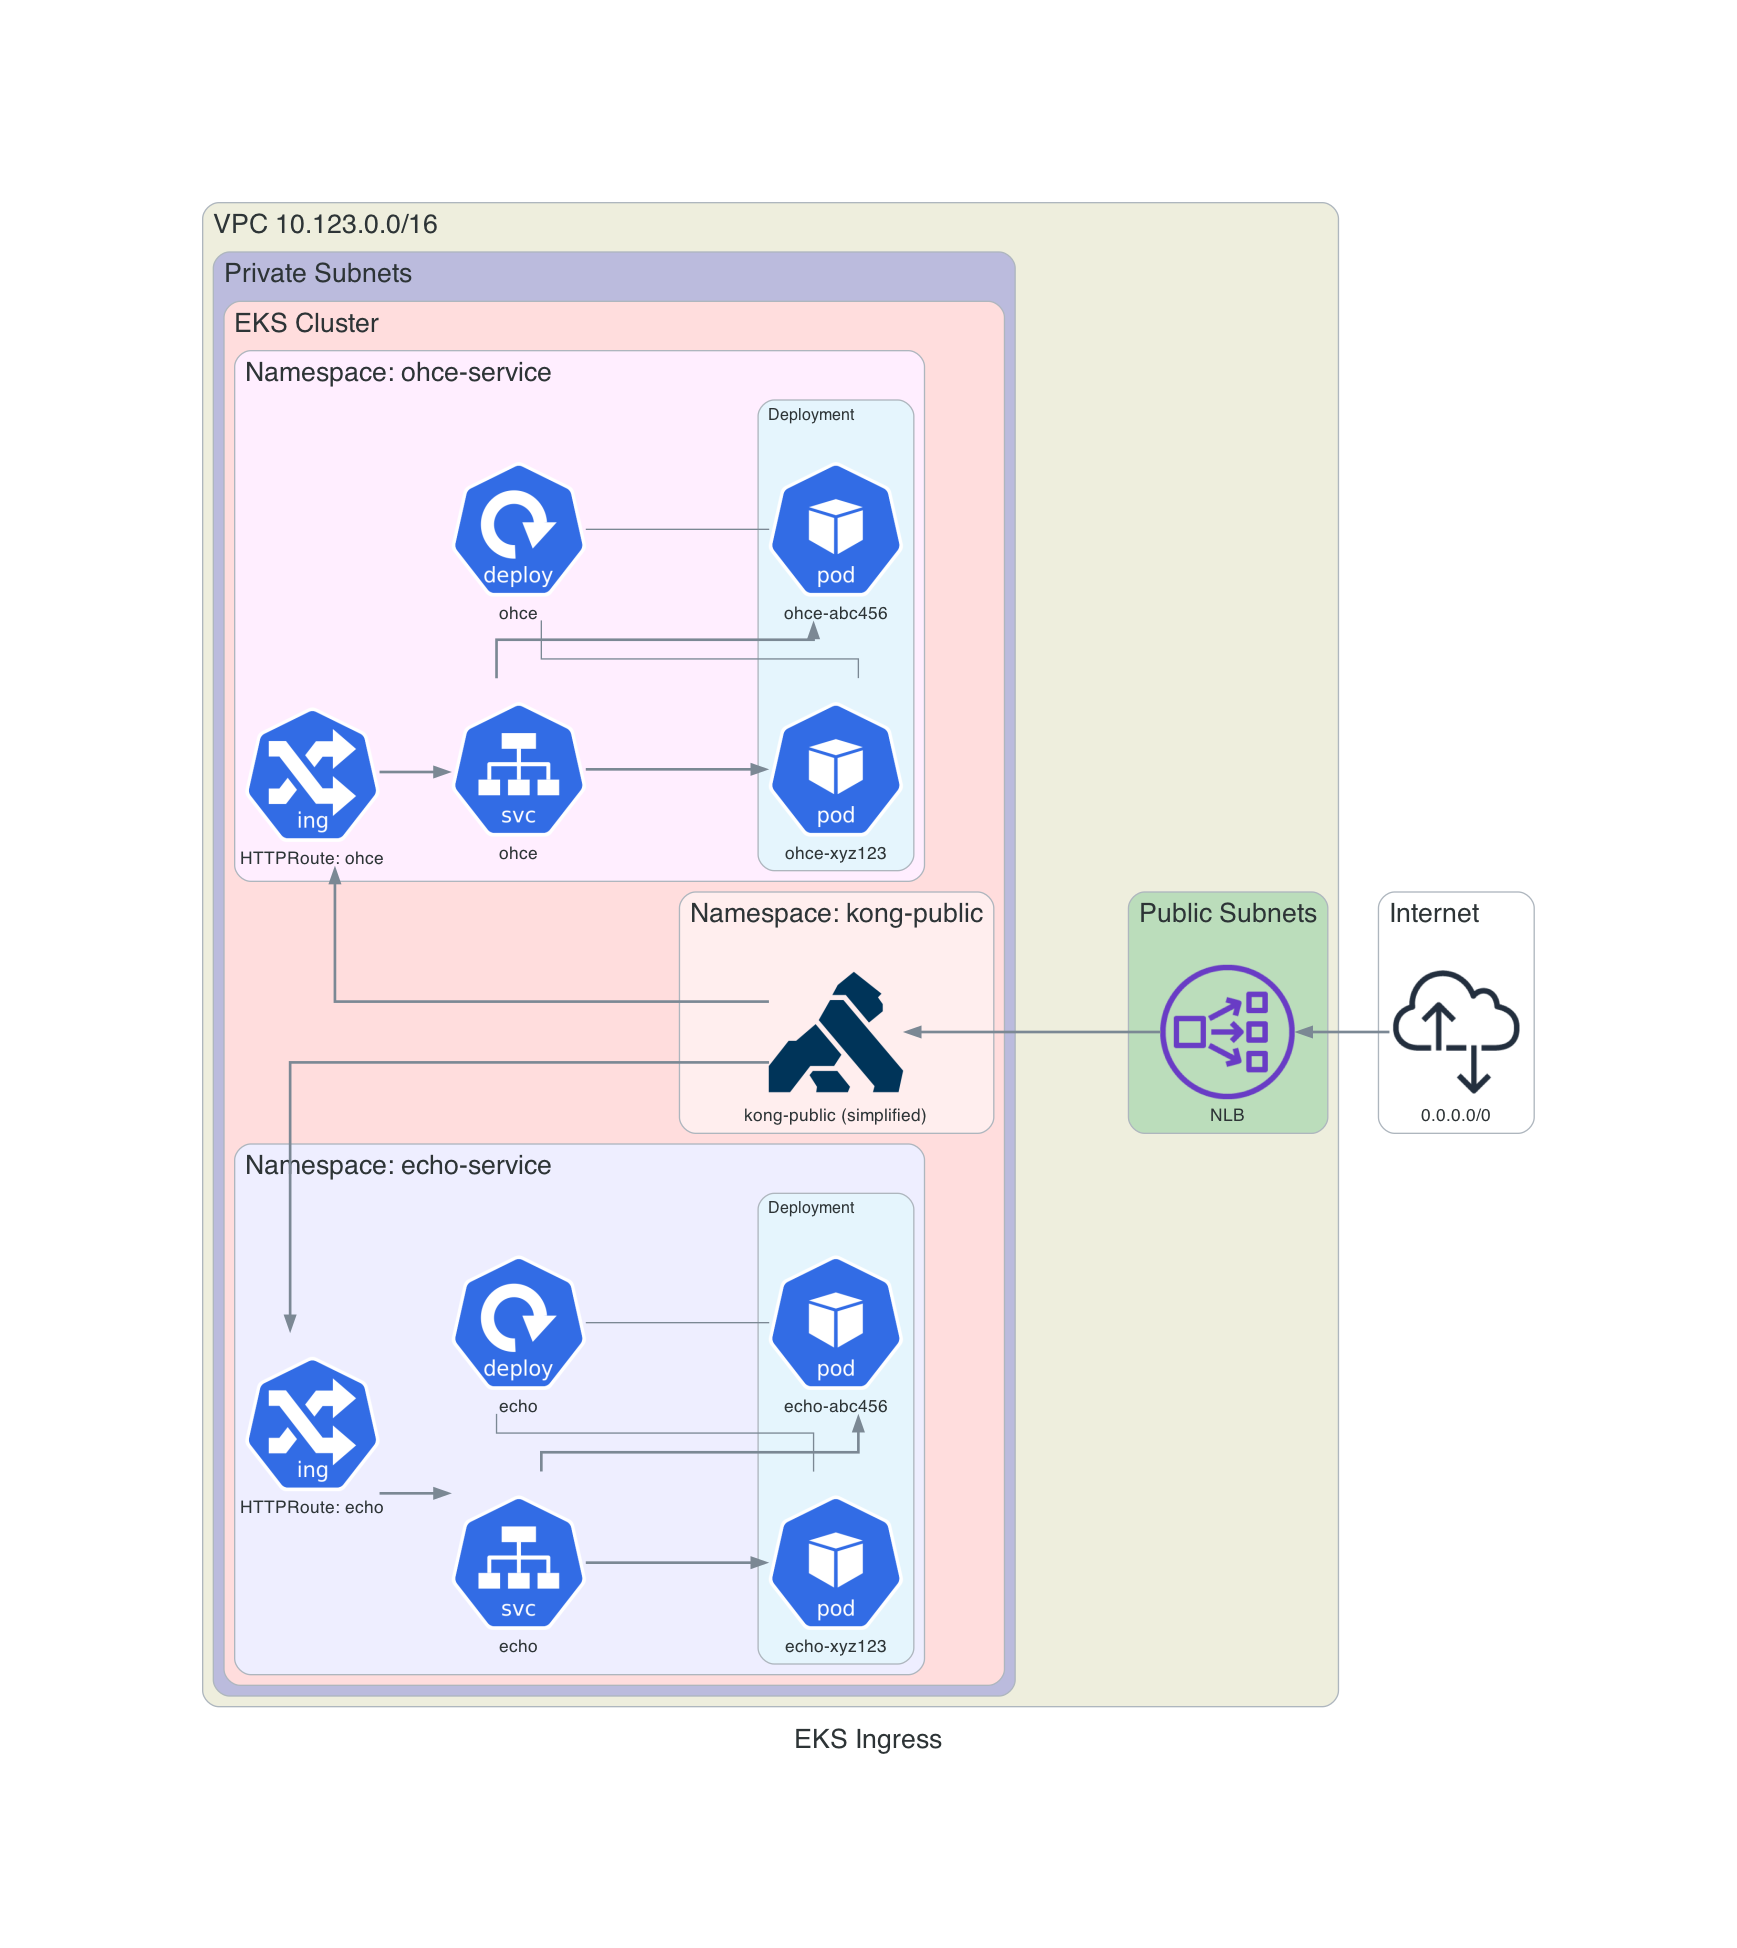 VPC 10.123.0.0/16
Private Subnets
EKS Cluster
Namespace: ohce-service
Deployment
deploy
ohce
pod
ohce-abc456
ing
HTTPRoute: ohce
svc
ohce
pod
ohce-xyz123
Namespace: kong-public
kong-public (simplified)
Public Subnets
NLB
Internet
0.0.0.0/0
Namespace: echo-service
Deployment
deploy
echo
pod
echo-abc456
ing
HTTPRoute: echo
svc
echo
pod
echo-xyz123
EKS Ingress